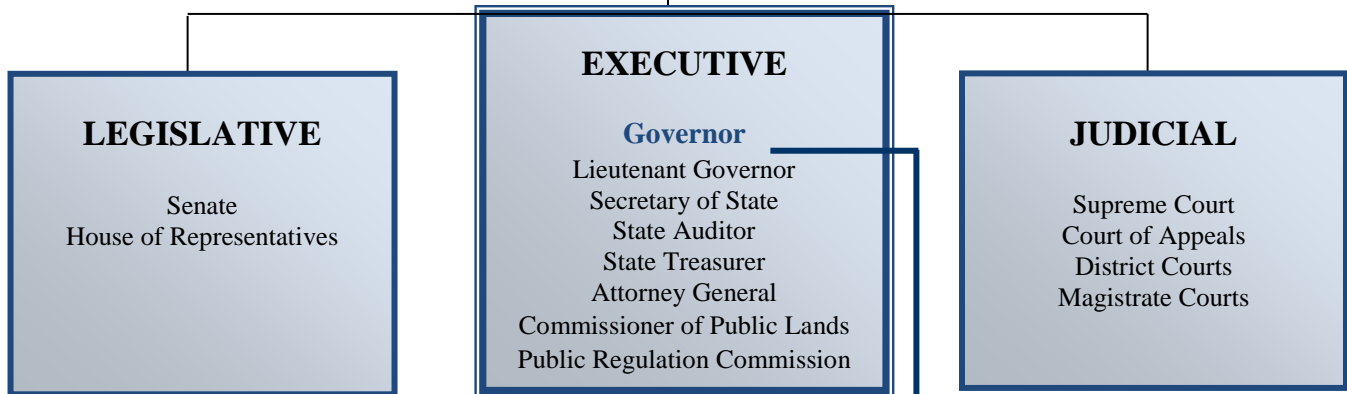 LEGISLATIVE
Senate
House of Representatives
EXECUTIVE
Governor
Lieutenant Governor
Secretary of State
State Auditor
State Treasurer
Attorney General
Commissioner of Public Lands
Public Regulation Commission
JUDICIAL
Supreme Court
Court of Appeals
District Courts
Magistrate Courts